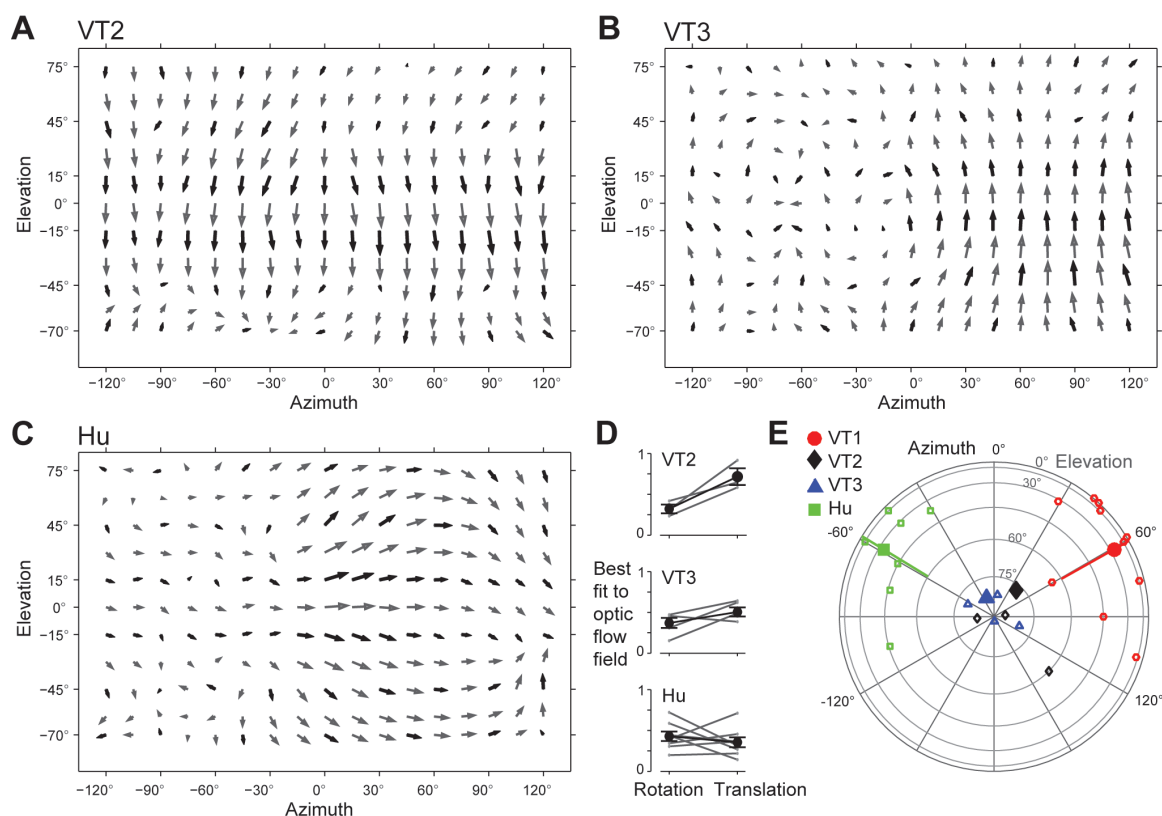 A
VT2
75°
45°
15°
0°
−15°
−45°
−70°
Elevation
−120°
−90°
−60°
−30°
0°
30°
60°
90°
120°
Azimuth
B
VT3
75°
45°
15°
0°
−15°
−45°
−70°
Elevation
−120°
−90°
−60°
−30°
0°
30°
60°
90°
120°
Azimuth
C
Hu
75°
45°
15°
0°
−15°
−45°
−70°
Elevation
−120°
−90°
−60°
−30°
0°
30°
60°
90°
120°
Azimuth
D
1
VT2
0
1
VT3
0
1
Hu
0
Best
fit to
optic
flow
field
Rotation Translation
E
VT1
VT2
VT3
Hu
Azimuth
0°
0°
Elevation
30°
60°
75°
-60°
60°
-120°
120°